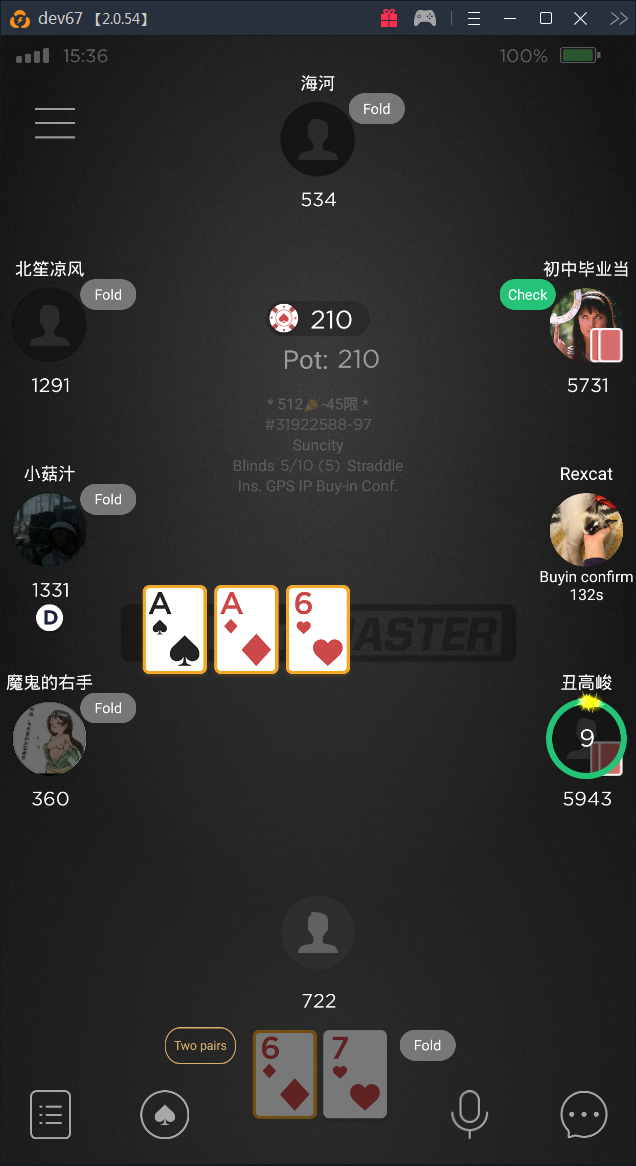 dev67 【2.0.54】
15:36
100%
海河
Fold
534
北笙凉风
Fold
1291
初中毕业当
Check
5731
210
Pot: 210
* 512🎉-45限 *
#31922588-97
Suncity
Blinds 5/10 (5) Straddle
Ins. GPS IP Buy-in Conf.
小菇汁
Fold
1331
D
Rexcat
Buyin confirm
132s
A
A
6
MASTER
魔鬼的右手
Fold
360
丑高峻
9
5943
722
Two pairs
6
7
Fold